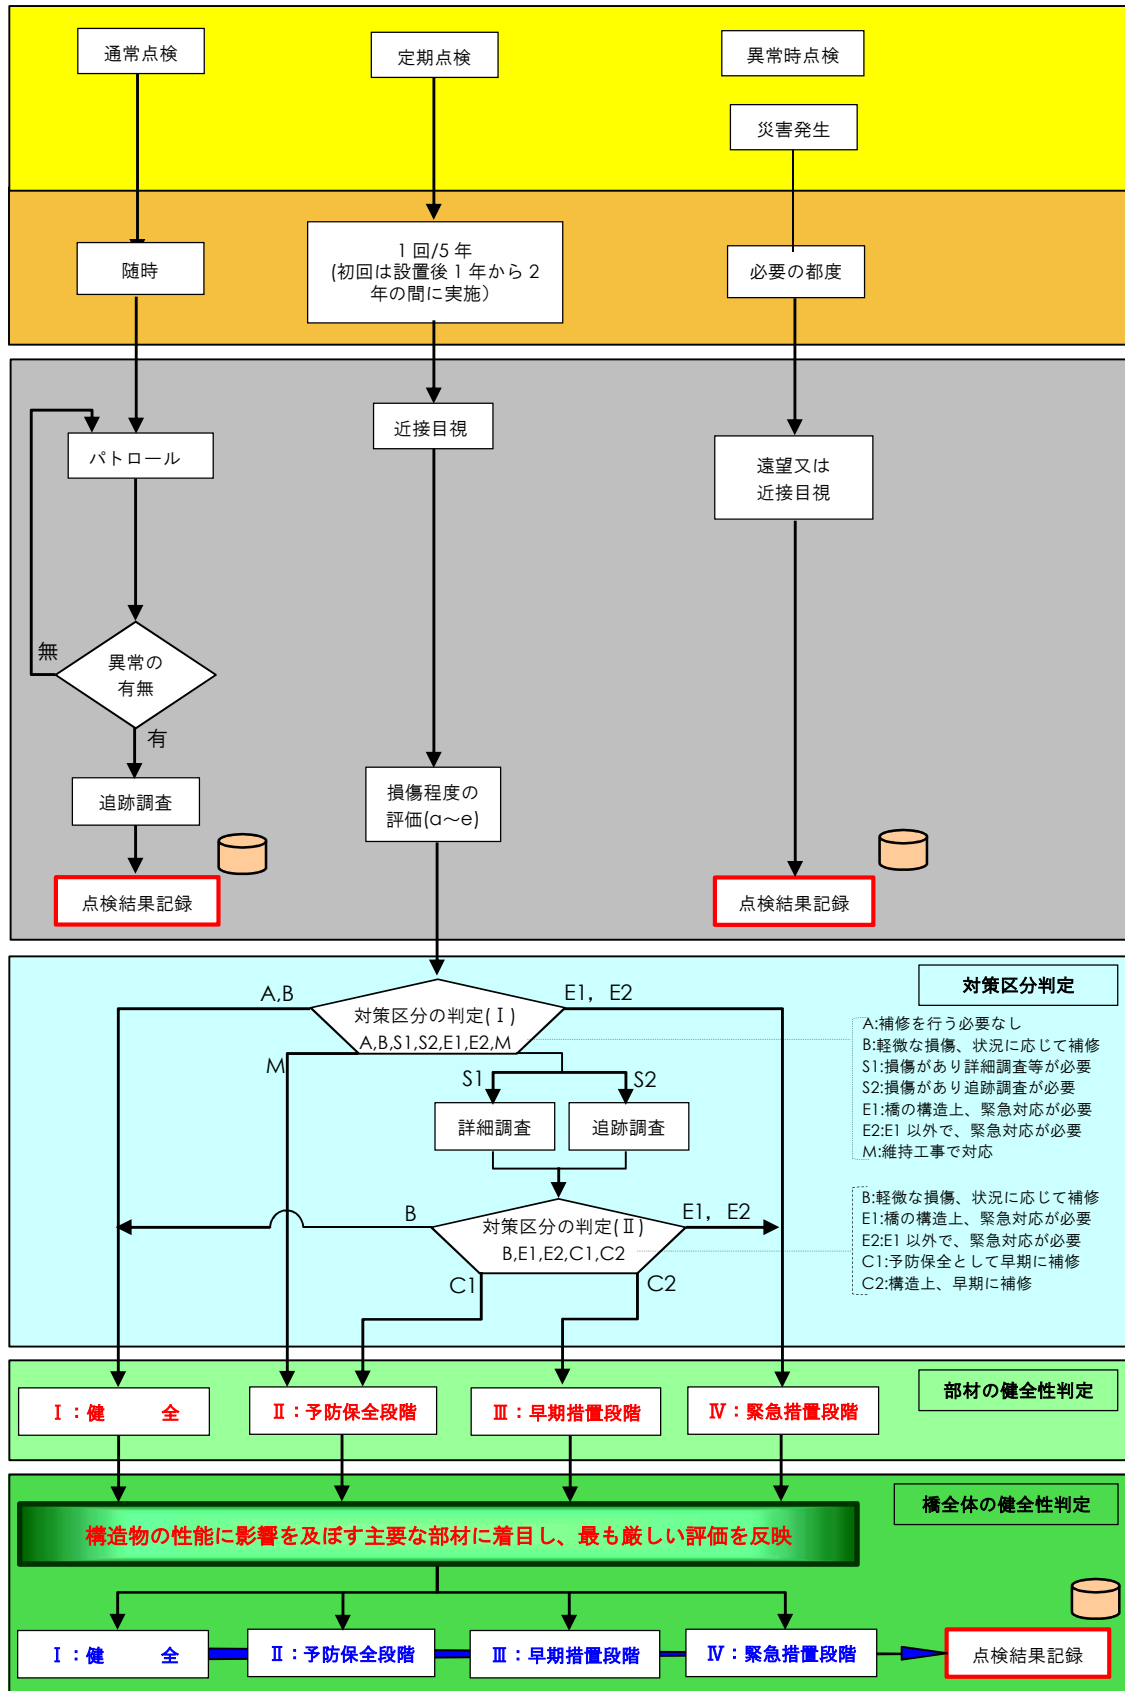 通常点検
定期点検
異常時点検
災害発生
随時
1回/5年
(初回は設置後1年から2
年の間に実施)
必要の都度
パトロール
近接目視
遠望又は
近接目視
無
異常の
有無
有
追跡調査
損傷程度の
評価(a～e)
点検結果記録
点検結果記録
対策区分判定
A,B
E1, E2
対策区分の判定(Ⅰ)
A,B,S1,S2,E1,E2,M
M
S1
S2
詳細調査
追跡調査
A:補修を行う必要なし
B:軽微な損傷、状況に応じて補修
S1:損傷があり詳細調査等が必要
S2:損傷があり追跡調査が必要
E1:橋の構造上、緊急対応が必要
E2:E1以外で、緊急対応が必要
M:維持工事で対応
B
E1, E2
対策区分の判定(Ⅱ)
B,E1,E2,C1,C2
C1
C2
B:軽微な損傷、状況に応じて補修
E1:橋の構造上、緊急対応が必要
E2:E1以外で、緊急対応が必要
C1:予防保全として早期に補修
C2:構造上、早期に補修
部材の健全性判定
Ⅰ：健　　全
Ⅱ：予防保全段階
Ⅲ：早期措置段階
Ⅳ：緊急措置段階
橋全体の健全性判定
構造物の性能に影響を及ぼす主要な部材に着目し、最も厳しい評価を反映
Ⅰ：健　　全
Ⅱ：予防保全段階
Ⅲ：早期措置段階
Ⅳ：緊急措置段階
点検結果記録